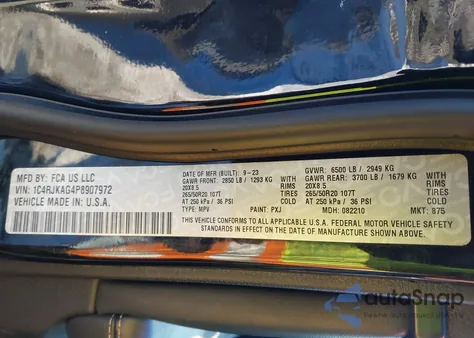 MFD BY: FCA US LLC
VIN: 1C4RJKAG4P8907972
VEHICLE MADE IN: U.S.A.
DATE OF MFR (BUILT): 9-23
GAWR FRONT: 2850 LB / 1293 KG WITH
20X8.5 RIMS
265/50R20 107T TIRES
AT 250 kPa / 36 PSI COLD
TYPE: MPV PAINT: PXJ
GVWR: 6500 LB / 2949 KG
GAWR REAR: 3700 LB / 1679 KG WITH
20X8.5 RIMS
265/50R20 107T TIRES
AT 250 kPa / 36 PSI COLD
MDH: 082210 MKT: 875
THIS VEHICLE CONFORMS TO ALL APPLICABLE U.S.A. FEDERAL MOTOR VEHICLE SAFETY
STANDARDS IN EFFECT ON THE DATE OF MANUFACTURE SHOWN ABOVE.
autoSnap